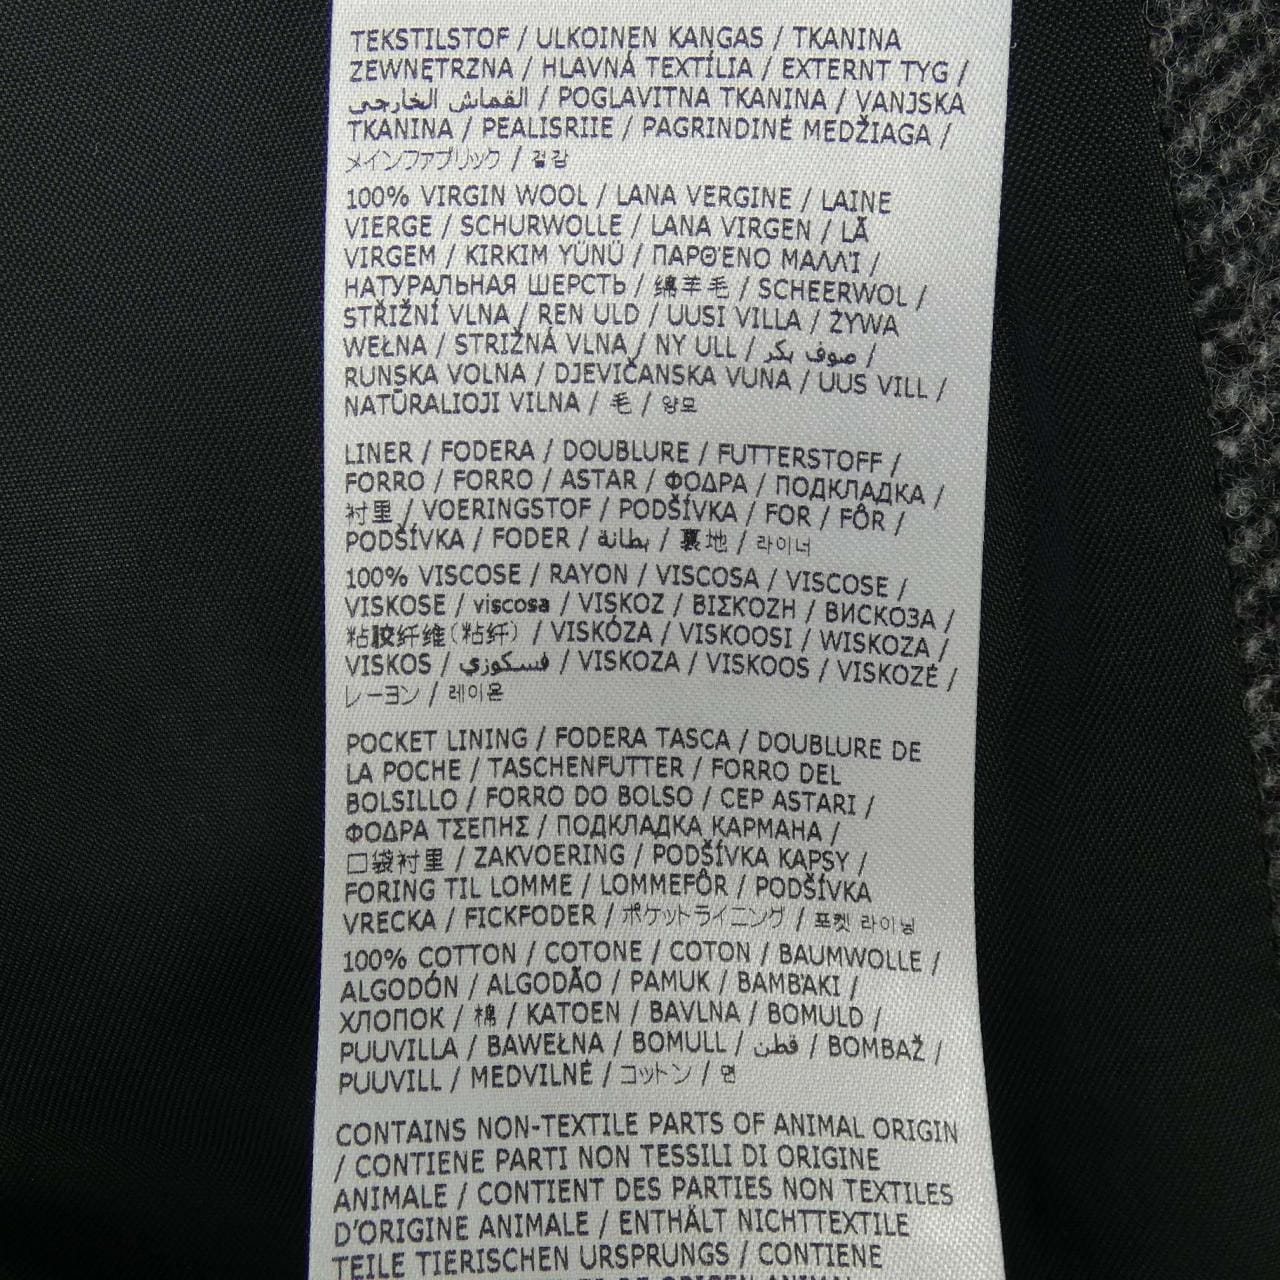 TEKSTILSTOF / ULKOINEN KANGAS / TKANINA
ZEWNĘTRZNA / HLAVNÁ TEXTÍLIA / EXTERNT TYG /
القماش الخارجي / POGLAVITNA TKANINA / VANJSKA
TKANINA / PEALISRIIE / PAGRINDINĖ MEDŽIAGA /
メインファブリック / 겉감
100% VIRGIN WOOL / LANA VERGINE / LAINE
VIERGE / SCHURWOLLE / LANA VIRGEN / LÃ
VIRGEM / KIRKIM YÜNÜ / ΠΑΡΘΈΝΟ ΜΑΛΛΊ /
НАТУРАЛЬНАЯ ШЕРСТЬ / 绵羊毛 / SCHEERWOL /
STŘIŽNÍ VLNA / REN ULD / UUSI VILLA / ŻYWA
WEŁNA / STRIŽNÁ VLNA / NY ULL / صوف بكر /
RUNSKA VOLNA / DJEVIČANSKA VUNA / UUS VILL /
NATŪRALIOJI VILNA / 毛 / 양모
LINER / FODERA / DOUBLURE / FUTTERSTOFF /
FORRO / FORRO / ASTAR / ΦΟΔΡΑ / ПОДКЛАДКА /
衬里 / VOERINGSTOF / PODŠÍVKA / FOR / FÔR /
PODŠÍVKA / FODER / بطانة / 裏地 / 라이너
100% VISCOSE / RAYON / VISCOSA / VISCOSE /
VISKOSE / viscosa / VISKOZ / ΒΙΣΚΌΖΗ / ВИСКОЗА /
粘胶纤维(粘纤) / VISKÓZA / VISKOOSI / WISKOZA /
VISKOS / فسكوزي / VISKOZA / VISKOOS / VISKOZĖ /
レーヨン / 레이온
POCKET LINING / FODERA TASCA / DOUBLURE DE
LA POCHE / TASCHENFUTTER / FORRO DEL
BOLSILLO / FORRO DO BOLSO / CEP ASTARI /
ΦΟΔΡΑ ΤΣΕΠΗΣ / ПОДКЛАДКА КАРМАНА /
口袋衬里 / ZAKVOERING / PODŠÍVKA KAPSY /
FORING TIL LOMME / LOMMEFÔR / PODŠÍVKA
VRECKA / FICKFODER / ポケットライニング / 포켓 라이닝
100% COTTON / COTONE / COTON / BAUMWOLLE /
ALGODÓN / ALGODÃO / PAMUK / ΒΑΜΒΆΚΙ /
ХЛОПОК / 棉 / KATOEN / BAVLNA / BOMULD /
PUUVILLA / BAWEŁNA / BOMULL / قطن / BOMBAŽ /
PUUVILL / MEDVILNĖ / コットン / 면
CONTAINS NON-TEXTILE PARTS OF ANIMAL ORIGIN
/ CONTIENE PARTI NON TESSILI DI ORIGINE
ANIMALE / CONTIENT DES PARTIES NON TEXTILES
D'ORIGINE ANIMALE / ENTHÄLT NICHTTEXTILE
TEILE TIERISCHEN URSPRUNGS / CONTIENE